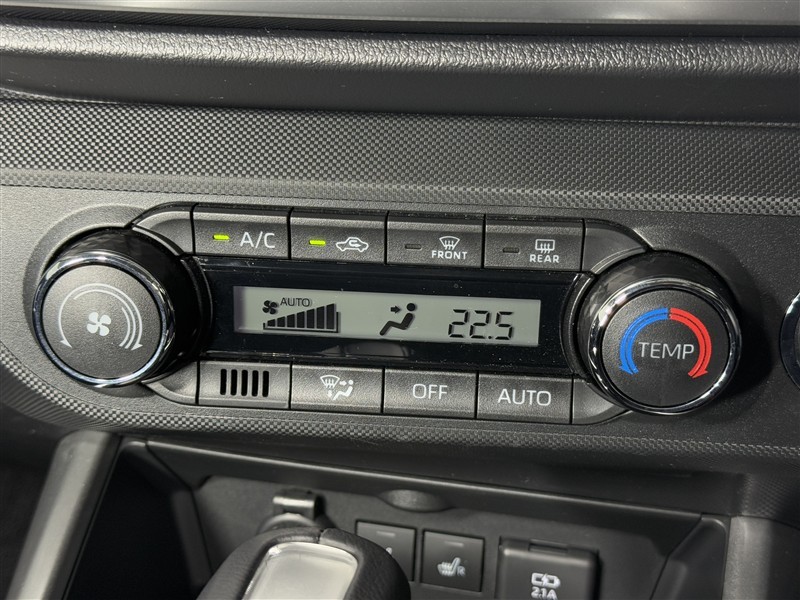 A/C
FRONT
REAR
AUTO
22.5
TEMP
OFF
AUTO
R
2.1A